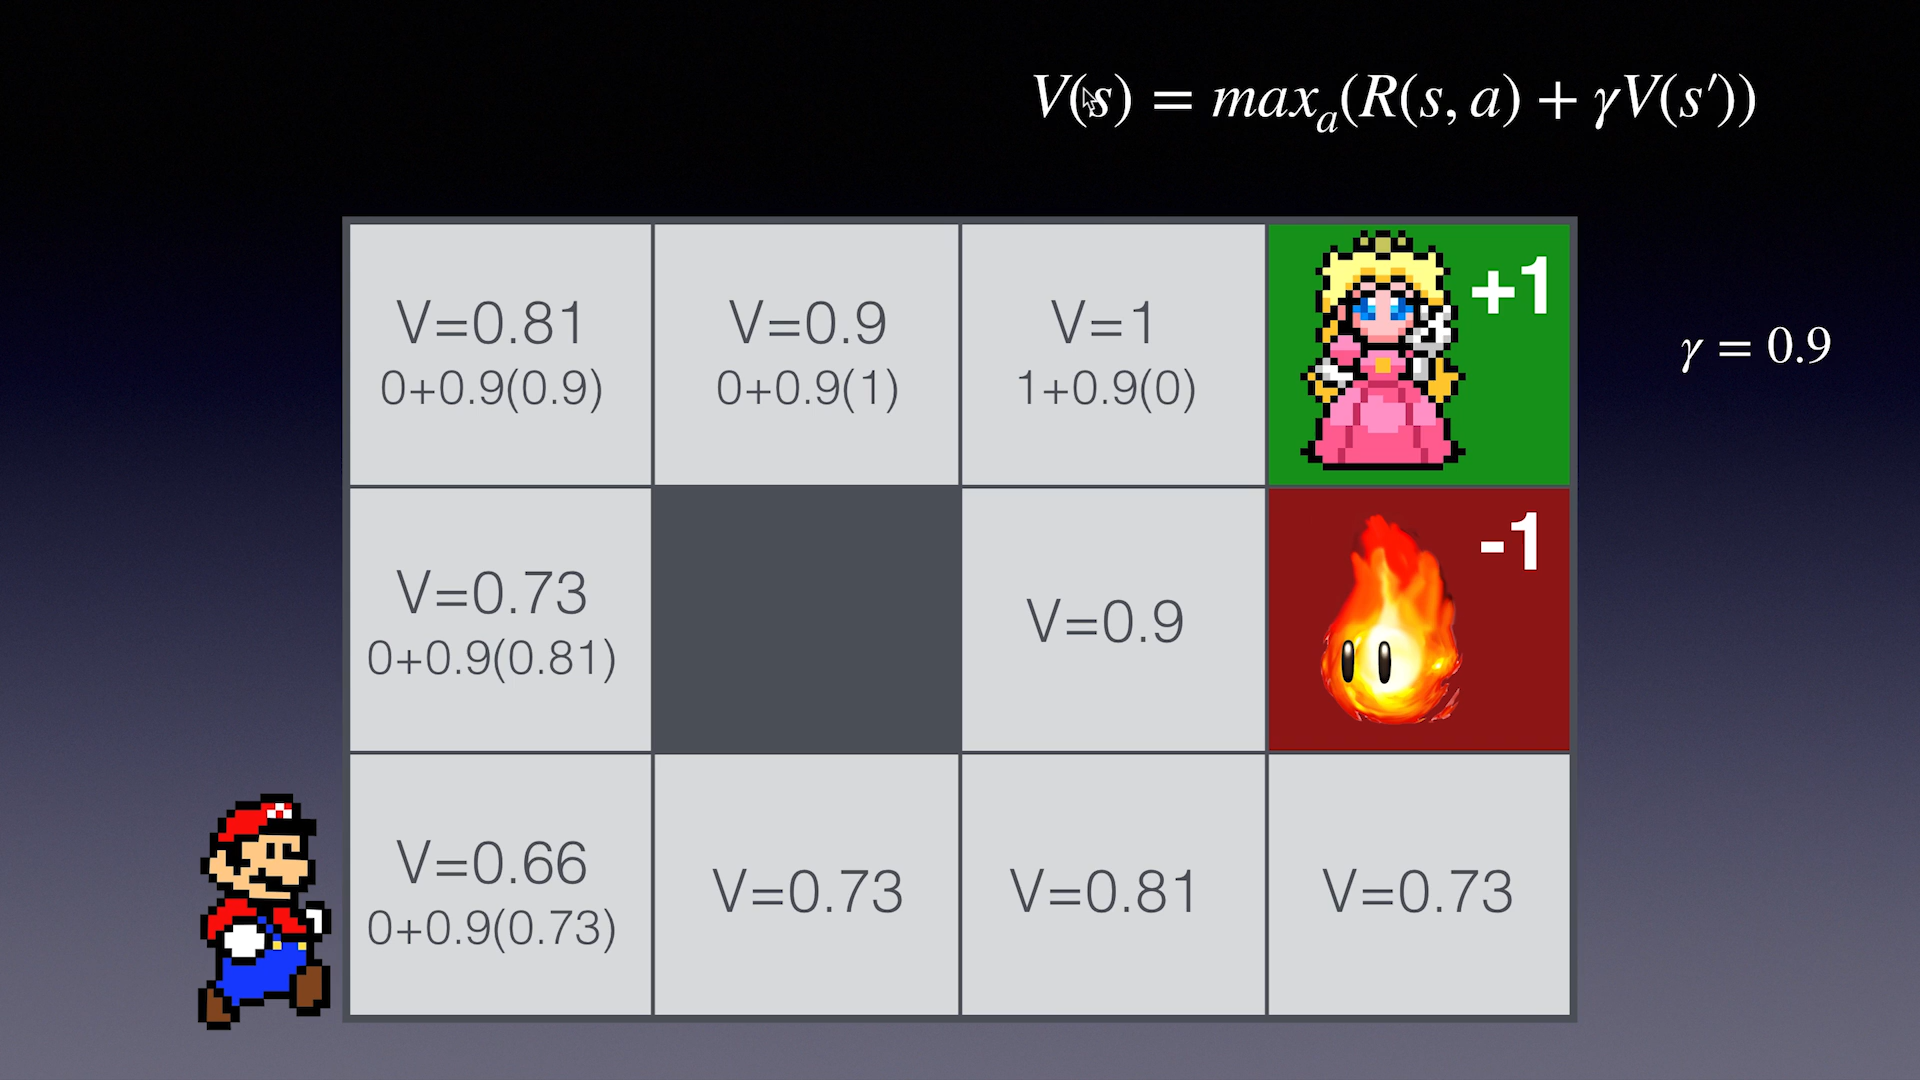 V(s) = maxₐ(R(s, a) + γV(s′))
+1
V=0.81
0+0.9(0.9)
V=0.9
0+0.9(1)
V=1
1+0.9(0)
γ = 0.9
-1
V=0.73
0+0.9(0.81)
V=0.9
V=0.66
0+0.9(0.73)
V=0.73
V=0.81
V=0.73